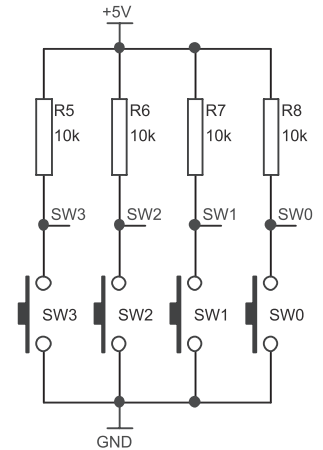 +5V
R5 R6 R7 R8
10k 10k 10k 10k
SW3 SW2 SW1 SW0
SW3 SW2 SW1 SW0
GND